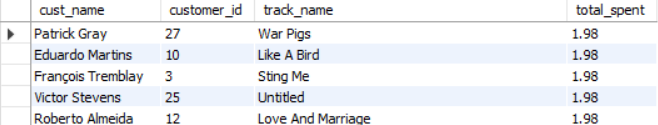 cust_name customer_id track_name total_spent
Patrick Gray 27 War Pigs 1.98
Eduardo Martins 10 Like A Bird 1.98
François Tremblay 3 Sting Me 1.98
Victor Stevens 25 Untitled 1.98
Roberto Almeida 12 Love And Marriage 1.98